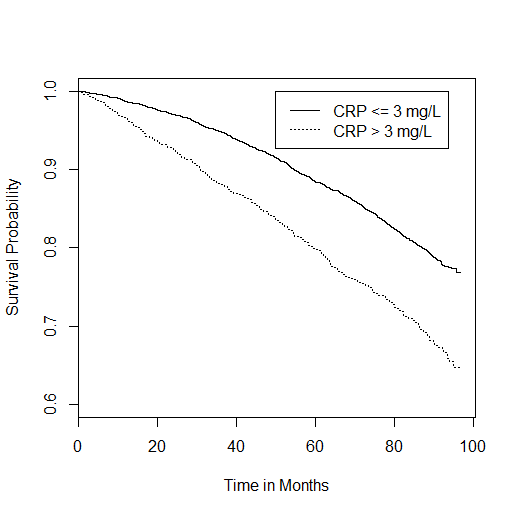 CRP <= 3 mg/L
CRP > 3 mg/L
1.0
0.9
0.8
0.7
0.6
Survival Probability
0
20
40
60
80
100
Time in Months